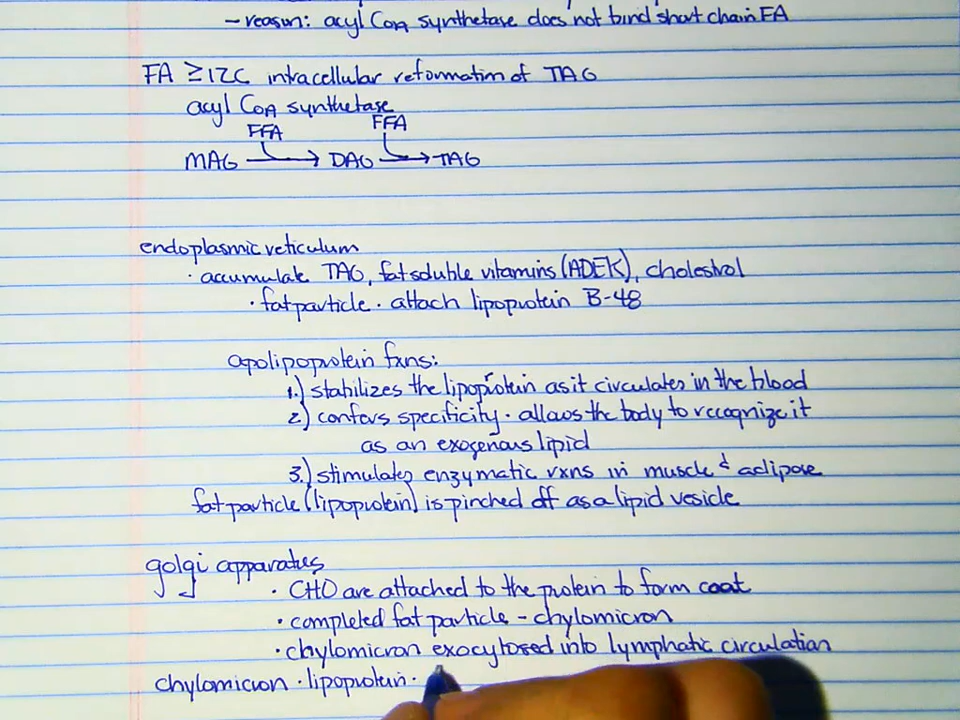 - reason: acyl CoA synthetase does not bind short chain FA
FA ≥12C intracellular reformation of TAG
acyl CoA synthetase
FFA FFA
MAG → DAG → TAG
endoplasmic reticulum
· accumulate TAG, fat soluble vitamins (ADEK), cholestrol
· fat particle · attach lipoprotein B-48
apolipoprotein fxns:
1.) stabilizes the lipoprotein as it circulates in the blood
2.) confers specificity · allows the body to recognize it
as an exogenous lipid
3.) stimulates enzymatic rxns in muscle & adipose
fat particle (lipoprotein) is pinched off as a lipid vesicle
golgi apparatus
· CHO are attached to the protein to form coat
· completed fat particle - chylomicron
· chylomicron exocytosed into lymphatic circulation
chylomicron · lipoprotein ·